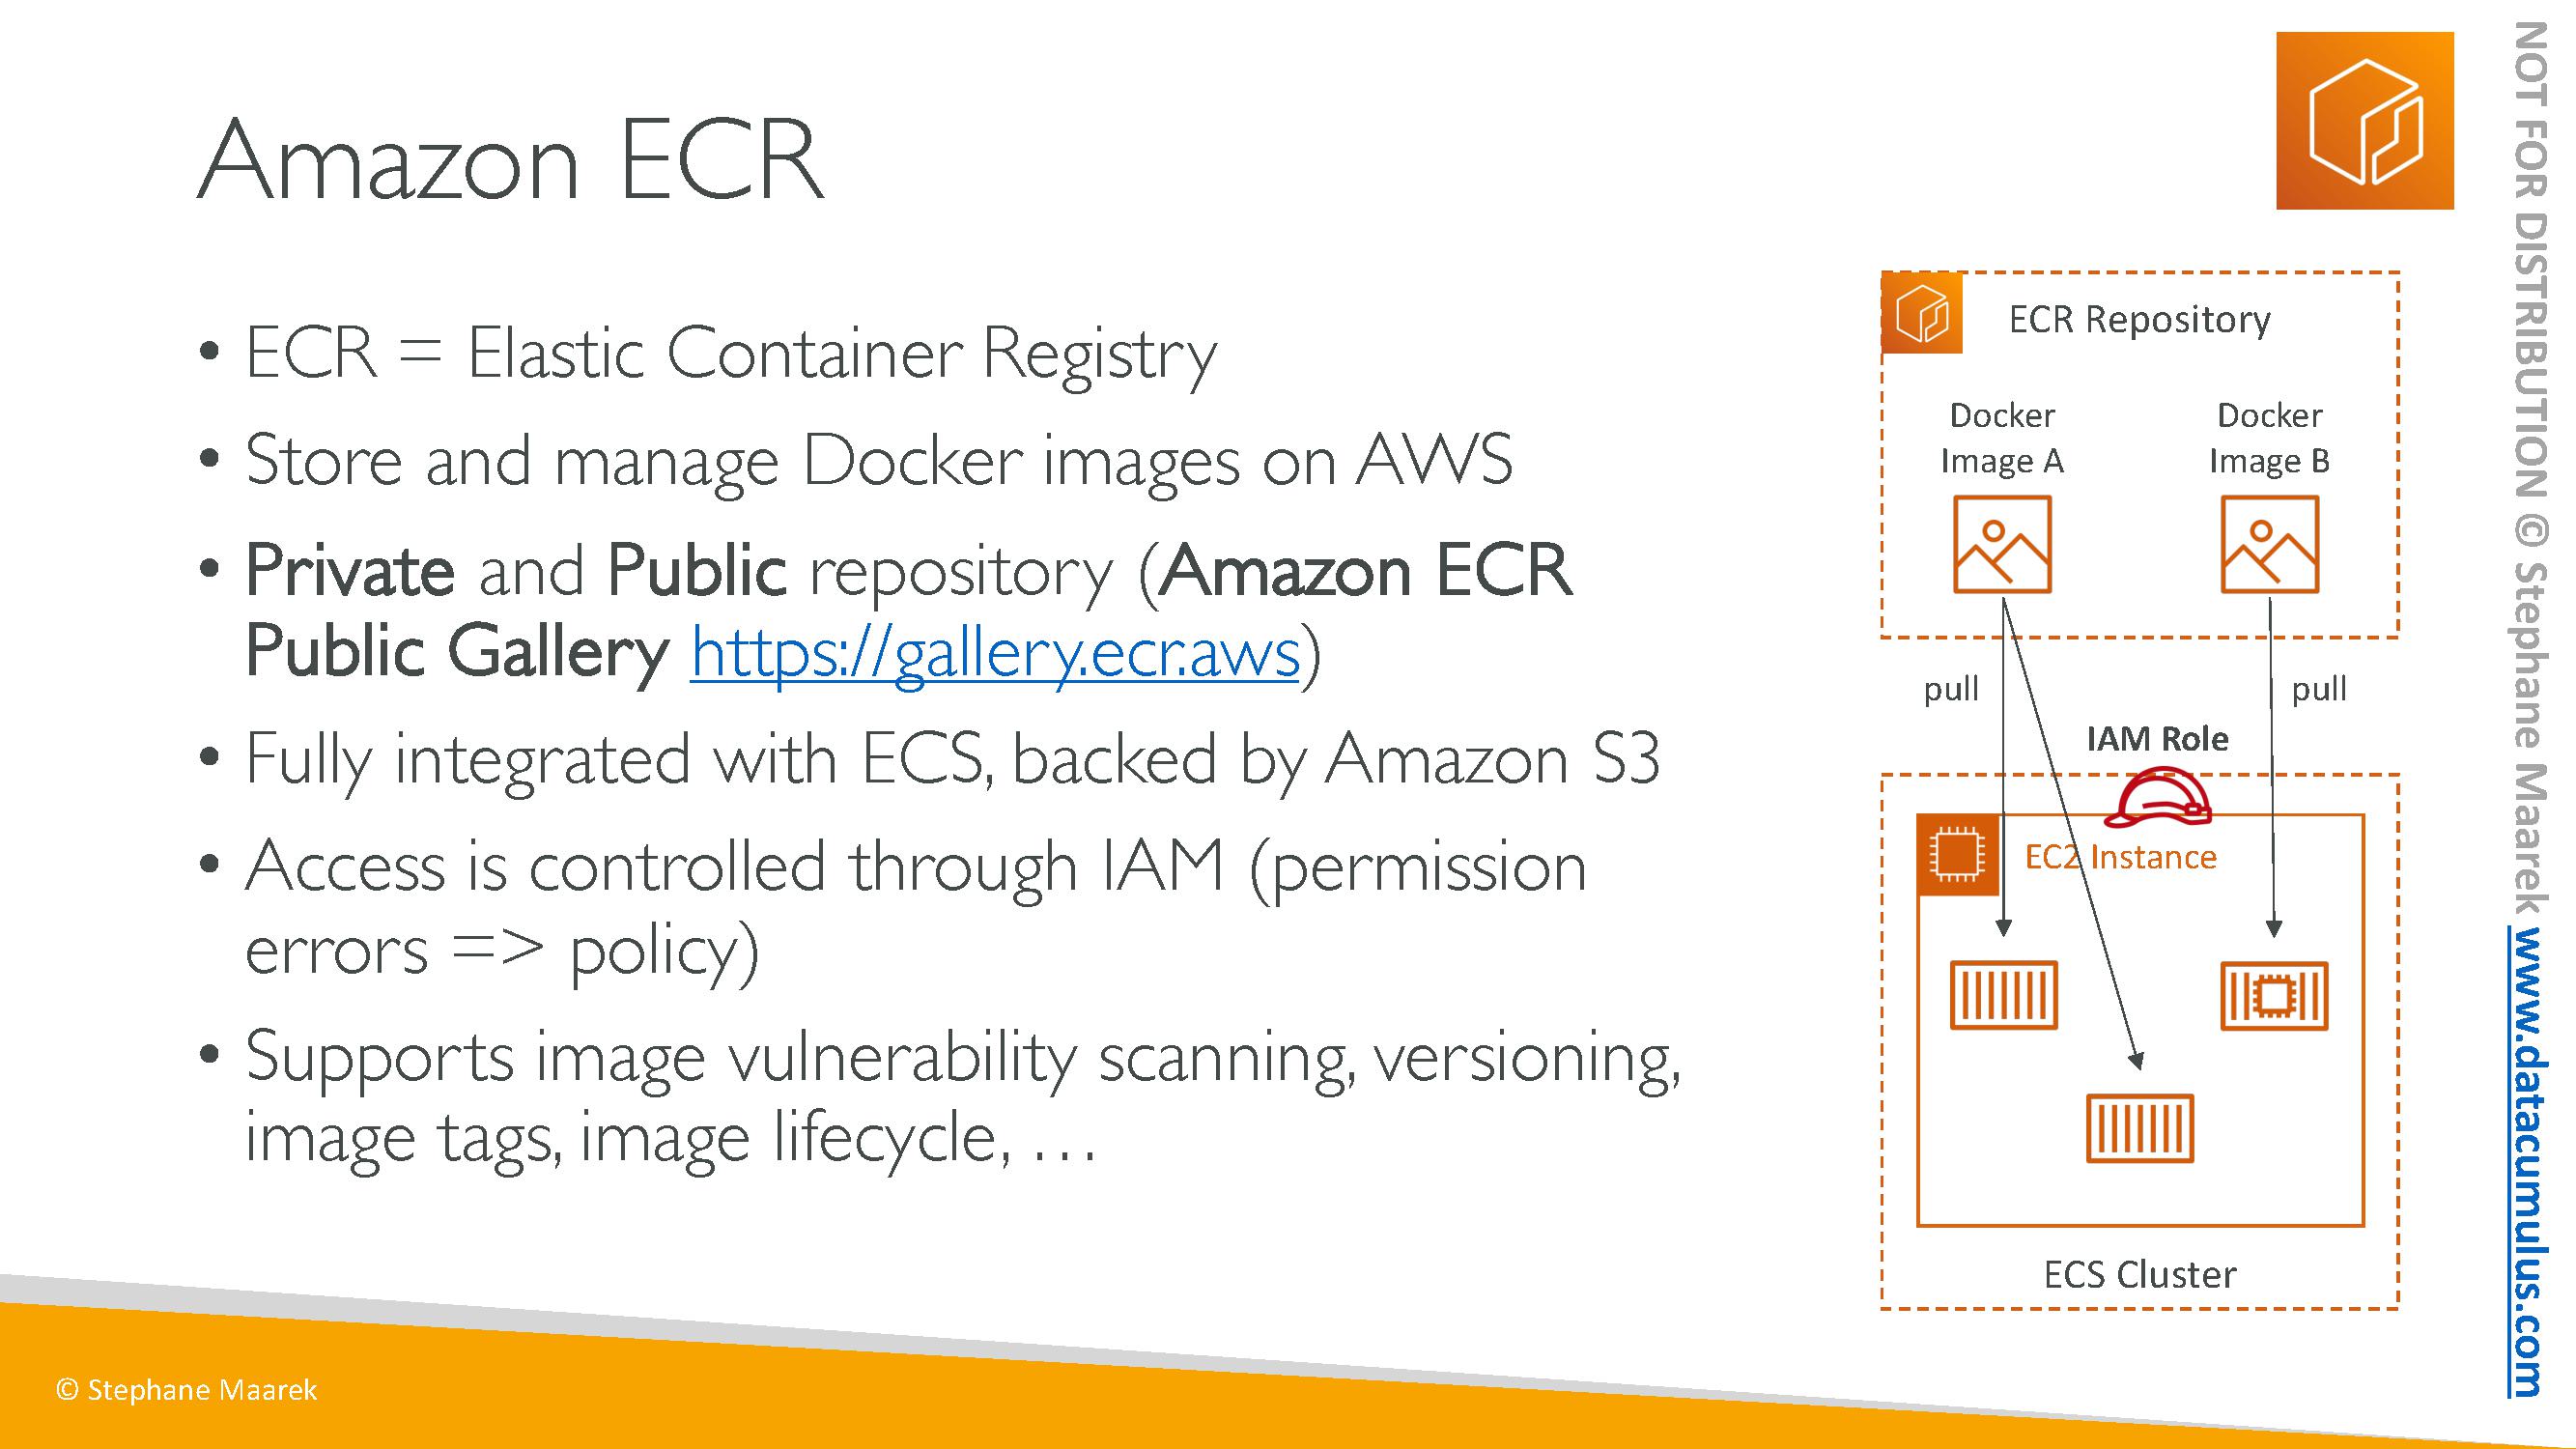 Amazon ECR
• ECR = Elastic Container Registry
• Store and manage Docker images on AWS
• Private and Public repository (Amazon ECR
Public Gallery https://gallery.ecr.aws)
• Fully integrated with ECS, backed by Amazon S3
• Access is controlled through IAM (permission
errors => policy)
• Supports image vulnerability scanning, versioning,
image tags, image lifecycle, …
ECR Repository
Docker
Image A
Docker
Image B
pull
pull
IAM Role
EC2 Instance
ECS Cluster
© Stephane Maarek
NOT FOR DISTRIBUTION © Stephane Maarek www.datacumulus.com